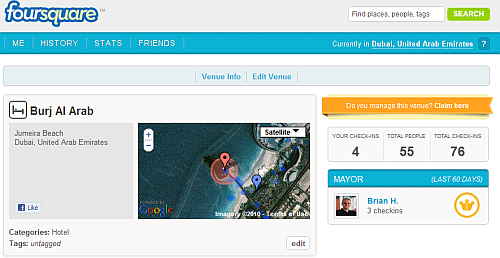 foursquare™
Find places, people, tags
SEARCH
ME HISTORY STATS FRIENDS
Currently in Dubai, United Arab Emirates ?
Venue Info Edit Venue
Burj Al Arab
Jumeira Beach
Dubai, United Arab Emirates
Like
+
Satellite
−
POWERED BY
Google
Imagery ©2010 - Terms of Use
Categories: Hotel
Tags: untagged
edit
Do you manage this venue? Claim here
YOUR CHECK-INS TOTAL PEOPLE TOTAL CHECK-INS
4 55 76
MAYOR (LAST 60 DAYS)
Brian H.
3 checkins